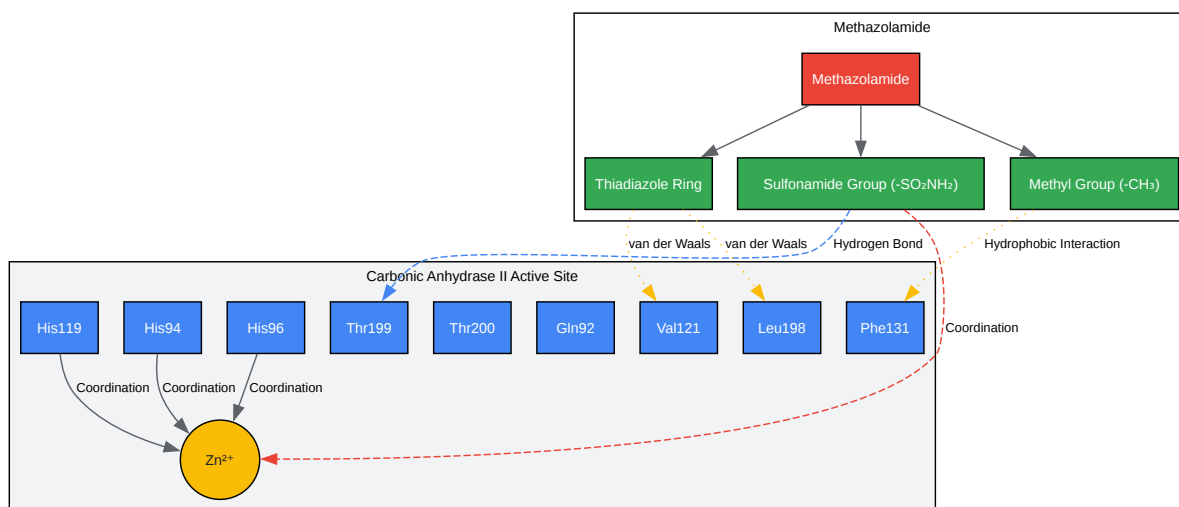 Methazolamide
Methazolamide
Thiadiazole Ring
Sulfonamide Group (-SO₂NH₂)
Methyl Group (-CH₃)
van der Waals
van der Waals
Hydrogen Bond
Hydrophobic Interaction
Carbonic Anhydrase II Active Site
His119
His94
His96
Thr199
Thr200
Gln92
Val121
Leu198
Phe131
Coordination
Coordination
Coordination
Coordination
Zn²⁺